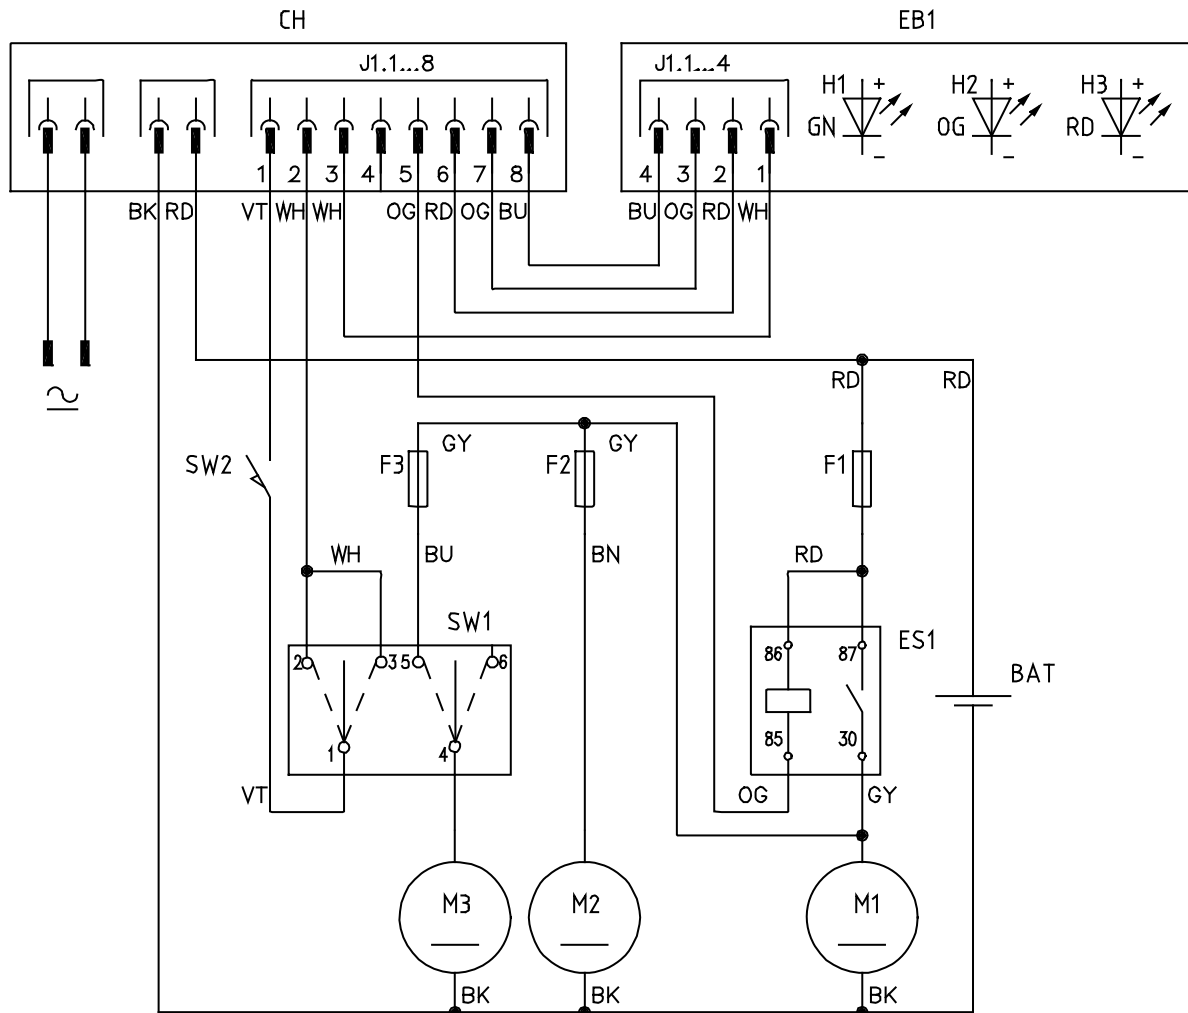 CH EB1
J1.1...8 J1.1...4
H1 + H2 + H3 +
GN OG RD
- - -
1 2 3 4 5 6 7 8 4 3 2 1
BK RD VT WH WH OG RD OG BU BU OG RD WH
RD RD
GY GY
SW2 F3 F2 F1
WH BU BN RD
SW1
ES1
2 3 5 6 86 87
BAT
1 4 85 30
VT OG GY
M3 M2 M1
BK BK BK